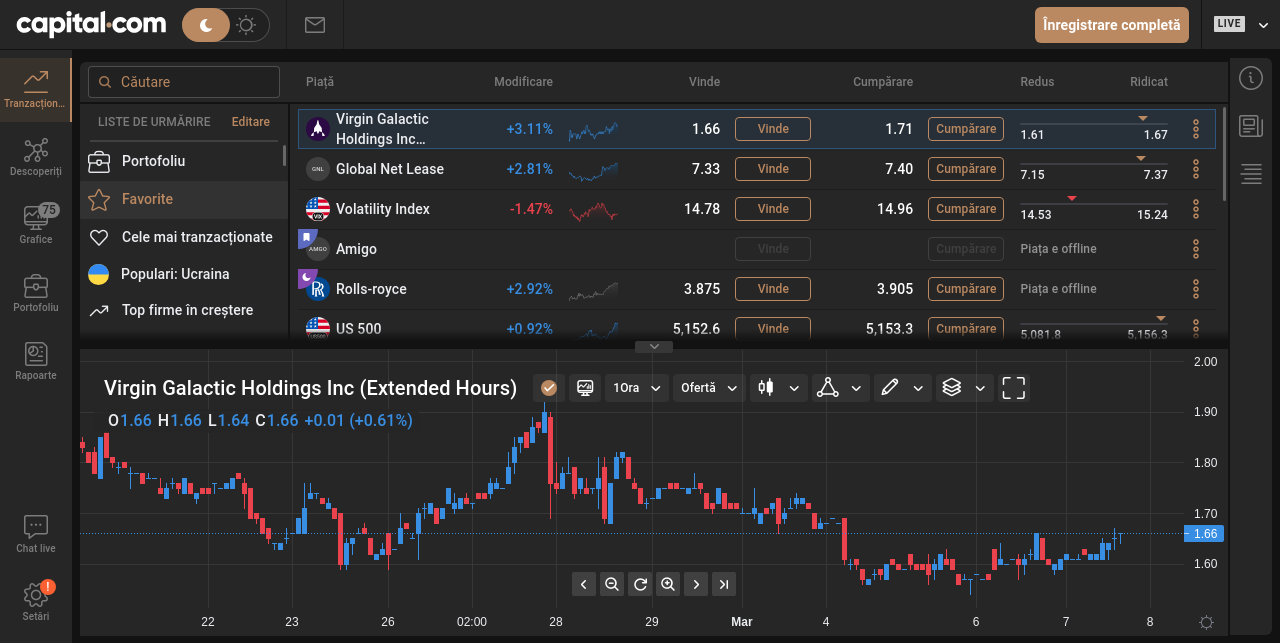 capital.com
Înregistrare completă
LIVE
Tranzacțion...
Descoperiți
75
Grafice
Portofoliu
Rapoarte
Chat live
!
Setări
Căutare
LISTE DE URMĂRIRE Editare
Portofoliu
Favorite
Cele mai tranzacționate
Populari: Ucraina
Top firme în creștere
Piață Modificare Vinde Cumpărare Redus Ridicat
Virgin Galactic
Holdings Inc... +3.11% 1.66 Vinde 1.71 Cumpărare 1.61 1.67
GNL Global Net Lease +2.81% 7.33 Vinde 7.40 Cumpărare 7.15 7.37
VIX Volatility Index -1.47% 14.78 Vinde 14.96 Cumpărare 14.53 15.24
AMGO Amigo Vinde Cumpărare Piața e offline
Rolls-royce +2.92% 3.875 Vinde 3.905 Cumpărare Piața e offline
US 500 +0.92% 5,152.6 Vinde 5,153.3 Cumpărare 5,081.8 5,156.3
Virgin Galactic Holdings Inc (Extended Hours) 1Ora Ofertă
O1.66 H1.66 L1.64 C1.66 +0.01 (+0.61%)
2.00
1.90
1.80
1.70
1.66
1.60
22 23 26 02:00 28 29 Mar 4 6 7 8